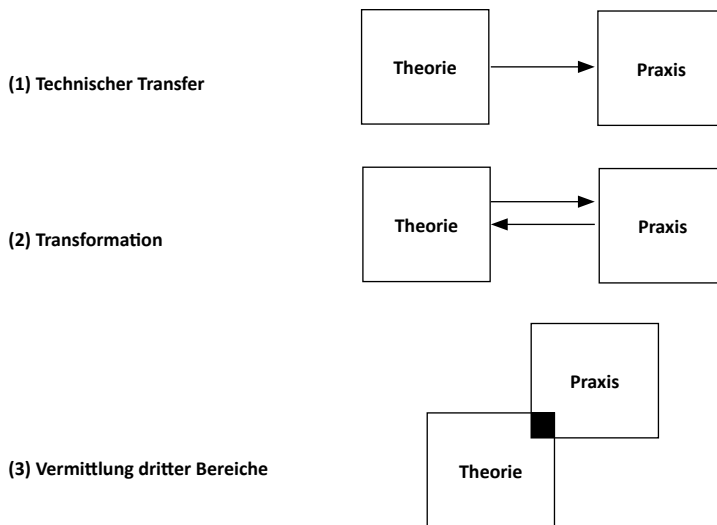 Theorie
Praxis
(1) Technischer Transfer
Theorie
Praxis
(2) Transformation
Praxis
(3) Vermittlung dritter Bereiche
Theorie